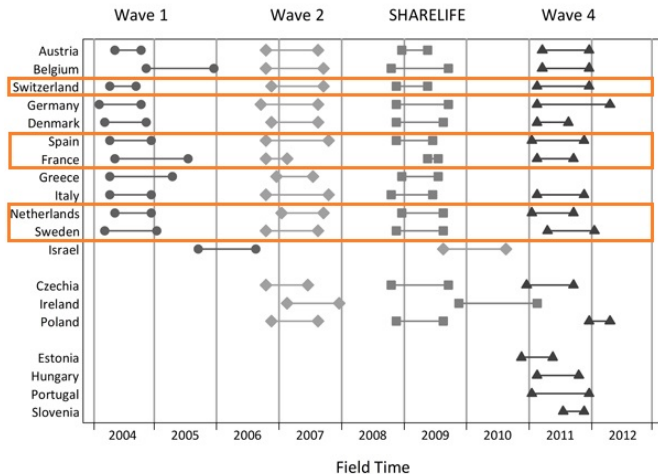 Wave 1 Wave 2 SHARELIFE Wave 4
Austria
Belgium
Switzerland
Germany
Denmark
Spain
France
Greece
Italy
Netherlands
Sweden
Israel
Czechia
Ireland
Poland
Estonia
Hungary
Portugal
Slovenia
2004 2005 2006 2007 2008 2009 2010 2011 2012
Field Time